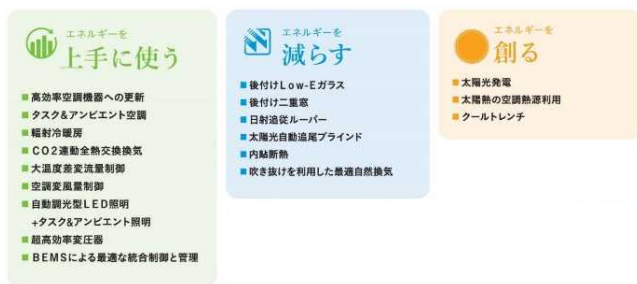 エネルギーを
上手に使う
■高効率空調機器への更新
■タスク&アンビエント空調
■輻射冷暖房
■CO2連動全熱交換換気
■大温度差変流量制御
■空調変風量制御
■自動調光型LED照明
+タスク&アンビエント照明
■超高効率変圧器
■BEMSによる最適な統合制御と管理
エネルギーを
減らす
■後付けLow-Eガラス
■後付け二重窓
■日射追従ルーバー
■太陽光自動追尾ブラインド
■内貼断熱
■吹き抜けを利用した最適自然換気
エネルギーを
創る
■太陽光発電
■太陽熱の空調熱源利用
■クールトレンチ